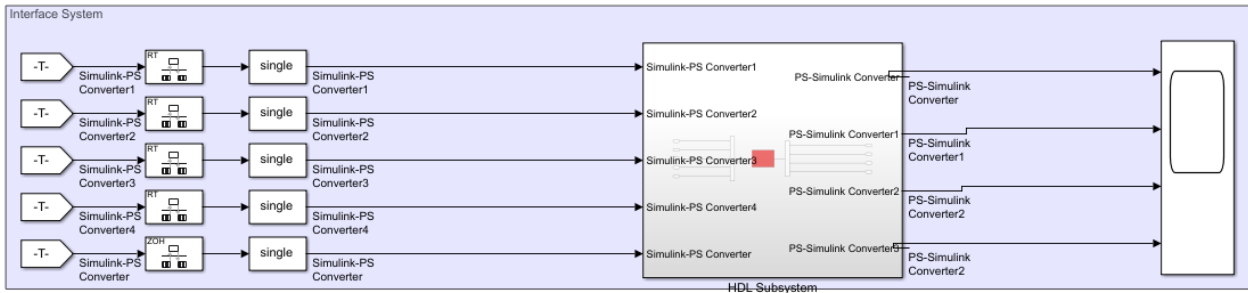 Interface System
-T-
Simulink-PS
Converter1
RT
single
Simulink-PS
Converter1
-T-
Simulink-PS
Converter2
RT
single
Simulink-PS
Converter2
-T-
Simulink-PS
Converter3
RT
single
Simulink-PS
Converter3
-T-
Simulink-PS
Converter4
RT
single
Simulink-PS
Converter4
-T-
Simulink-PS
Converter
ZOH
single
Simulink-PS
Converter
Simulink-PS Converter1
Simulink-PS Converter2
Simulink-PS Converter3
Simulink-PS Converter4
Simulink-PS Converter
PS-Simulink Converter
PS-Simulink Converter1
PS-Simulink Converter2
PS-Simulink Converter3
HDL Subsystem
PS-Simulink
Converter
PS-Simulink
Converter1
PS-Simulink
Converter2
PS-Simulink
Converter2